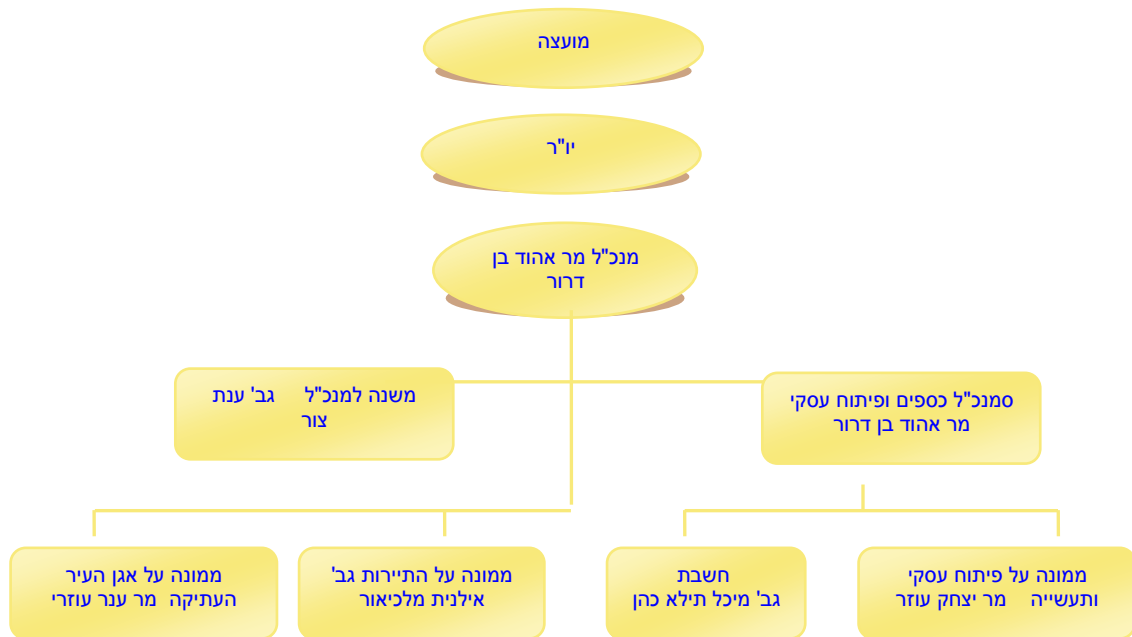 מועצה
יו"ר
מנכ"ל מר אהוד בן
דרור
סמנכ"ל כספים ופיתוח עסקי
מר אהוד בן דרור
משנה למנכ"ל גב' ענת
צור
ממונה על פיתוח עסקי
ותעשייה מר יצחק עוזר
חשבת
גב' מיכל תילא כהן
ממונה על התיירות גב'
אילנית מלכיאור
ממונה על אגן העיר
העתיקה מר ענר עוזרי